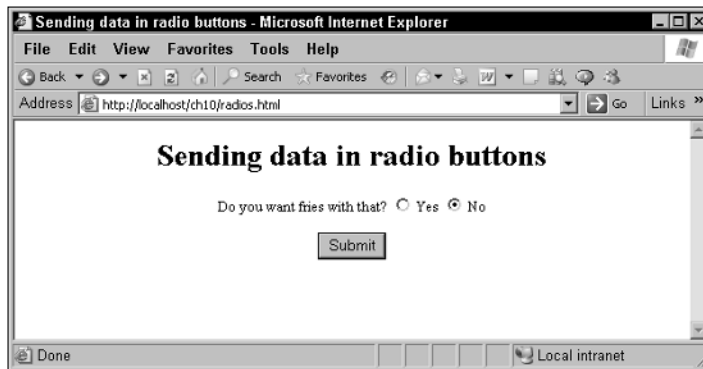 Sending data in radio buttons - Microsoft Internet Explorer
File Edit View Favorites Tools Help
Back Search Favorites
Address http://localhost/ch10/radios.html Go Links »
Sending data in radio buttons
Do you want fries with that? Yes No
Submit
Done Local intranet